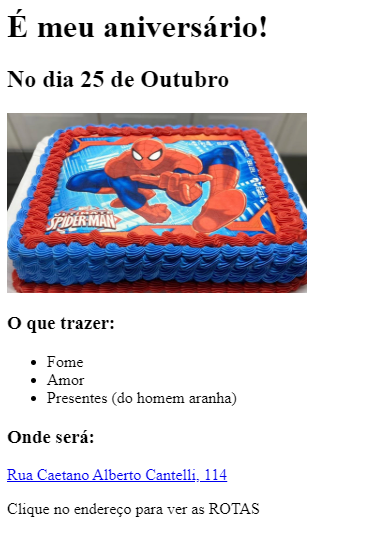 É meu aniversário!
No dia 25 de Outubro
ULTIMATE
SPIDER-MAN
O que trazer:
Fome
Amor
Presentes (do homem aranha)
Onde será:
Rua Caetano Alberto Cantelli, 114
Clique no endereço para ver as ROTAS